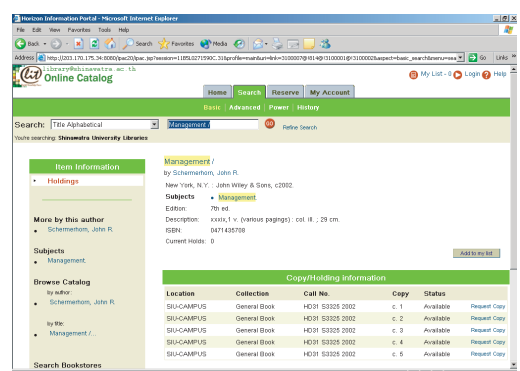 Horizon Information Portal - Microsoft Internet Explorer
File Edit View Favorites Tools Help
Back Search Favorites Media
Address Go Links »
library@shinawatra.ac.th
Online Catalog
My List - 0 Login Help
Home Search Reserve My Account
Basic | Advanced | Power | History
Search: Title Alphabetical Management / GO Refine Search
You're searching: Shinawatra University Libraries
Item Information
Holdings
More by this author
Schermerhorn, John R.
Subjects
Management.
Browse Catalog
by author:
Schermerhorn, John R.
by title:
Management /...
Search Bookstores
Management /
by Schermerhorn, John R.
New York, N.Y. : John Wiley & Sons, c2002.
Subjects Management.
Edition: 7th ed.
Description: xxxix,1 v. (various pagings) : col. ill. ; 29 cm.
ISBN: 0471435708
Current Holds: 0
Add to my list
Copy/Holding information
Location Collection Call No. Copy Status
SIU-CAMPUS General Book HD31 S3325 2002 c. 1 Available Request Copy
SIU-CAMPUS General Book HD31 S3325 2002 c. 2 Available Request Copy
SIU-CAMPUS General Book HD31 S3325 2002 c. 3 Available Request Copy
SIU-CAMPUS General Book HD31 S3325 2002 c. 4 Available Request Copy
SIU-CAMPUS General Book HD31 S3325 2002 c. 5 Available Request Copy